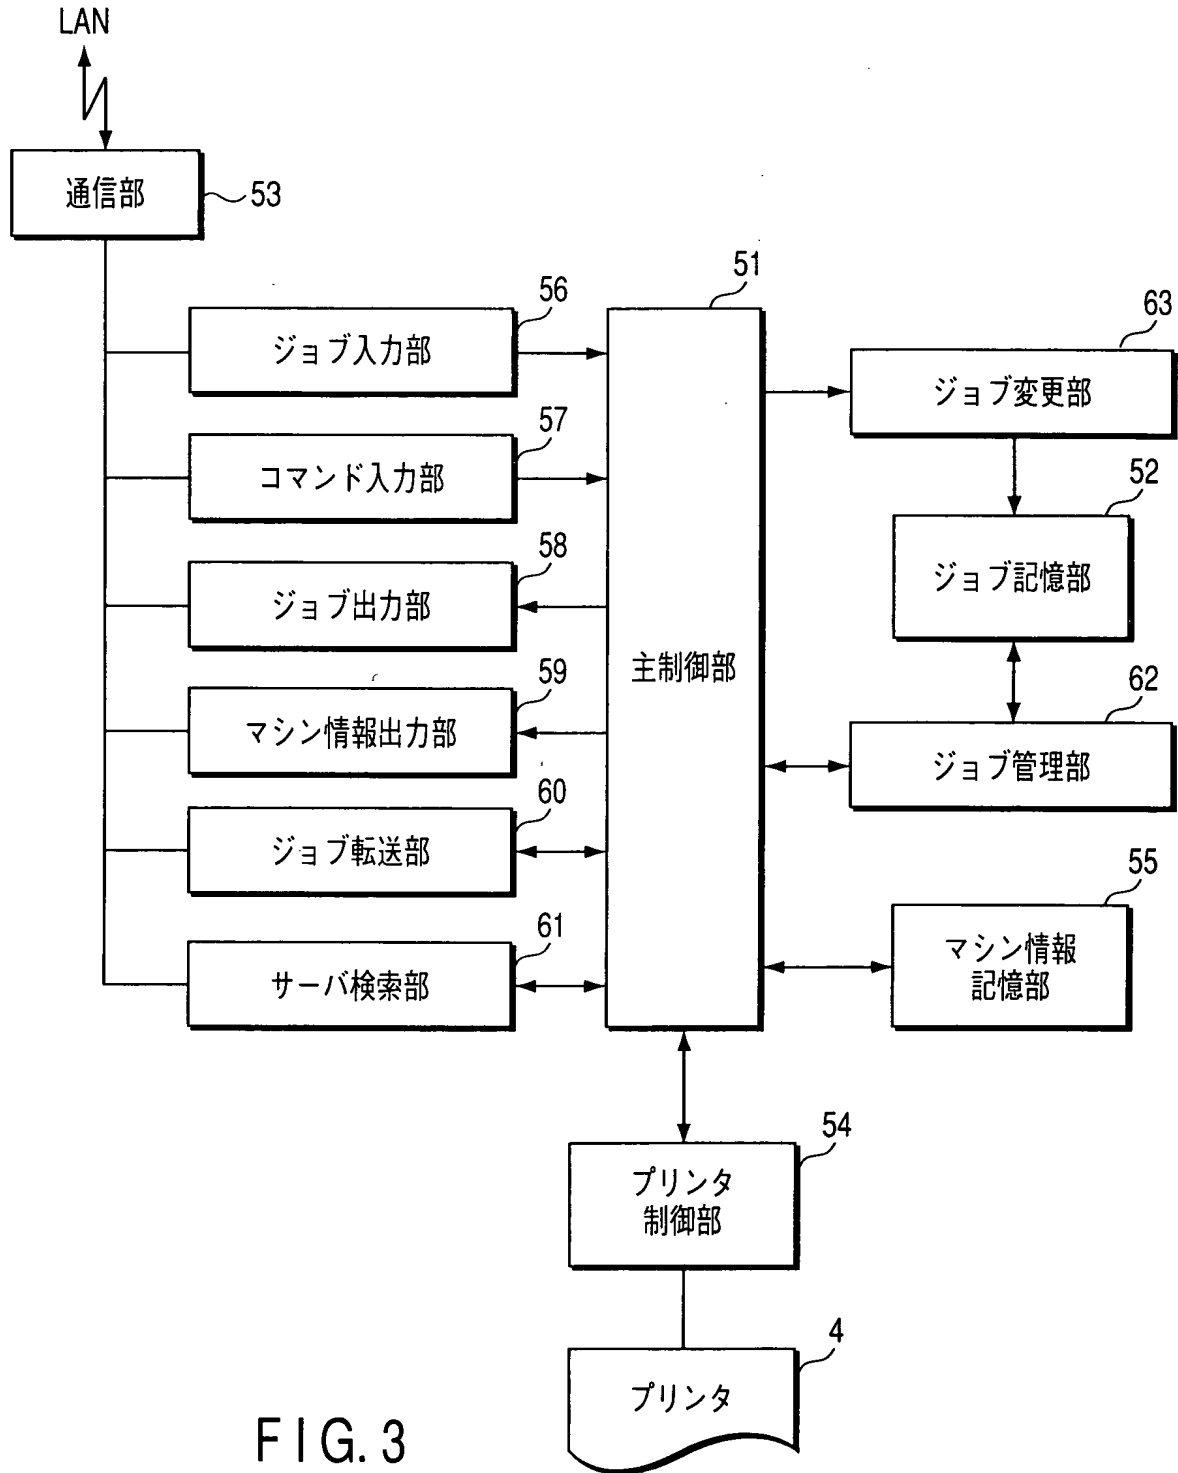 LAN
通信部
53
51
56
ジョブ入力部
63
ジョブ変更部
57
コマンド入力部
52
ジョブ記憶部
58
ジョブ出力部
主制御部
59
マシン情報出力部
62
ジョブ管理部
60
ジョブ転送部
55
マシン情報
記憶部
61
サーバ検索部
54
プリンタ
制御部
4
プリンタ
FIG. 3